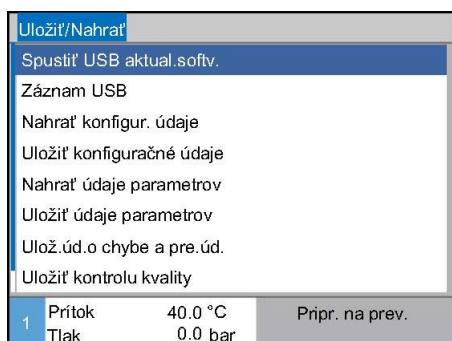 Uložiť/Nahrať
Spustiť USB aktual.softv.
Záznam USB
Nahrať konfigur. údaje
Uložiť konfiguračné údaje
Nahrať údaje parametrov
Uložiť údaje parametrov
Ulož.úd.o chybe a pre.úd.
Uložiť kontrolu kvality
1 Prítok 40.0 °C Pripr. na prev.
Tlak 0.0 bar